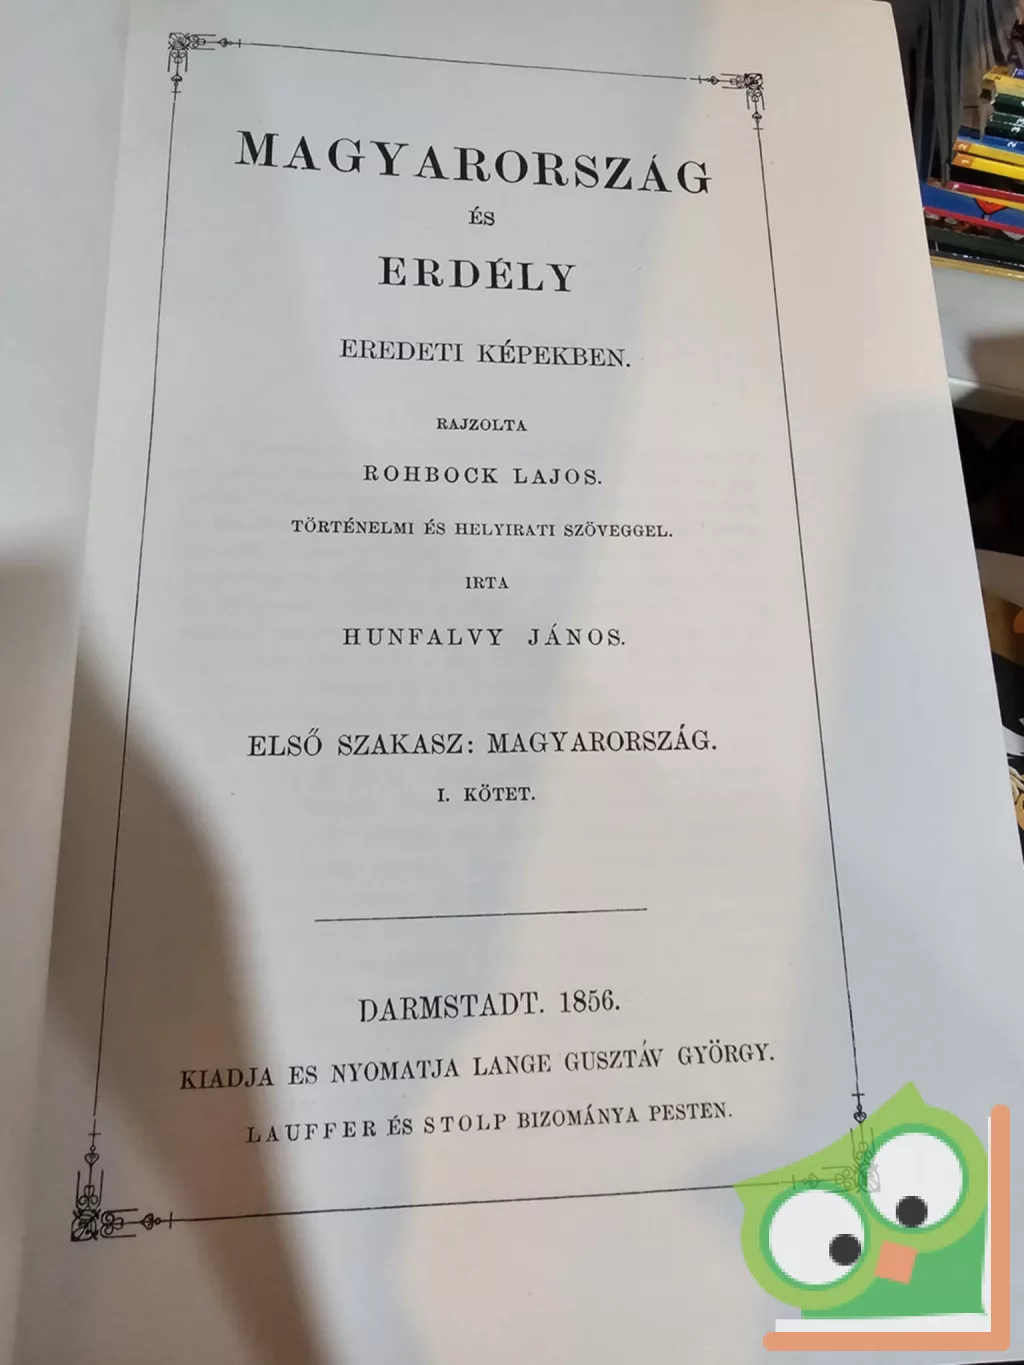 MAGYARORSZÁG
ÉS
ERDÉLY
EREDETI KÉPEKBEN.
RAJZOLTA
ROHBOCK LAJOS.
TÖRTÉNELMI ÉS HELYIRATI SZÖVEGGEL.
IRTA
HUNFALVY JÁNOS.
ELSŐ SZAKASZ: MAGYARORSZÁG.
I. KÖTET.
DARMSTADT. 1856.
KIADJA ES NYOMATJA LANGE GUSZTÁV GYÖRGY.
LAUFFER ÉS STOLP BIZOMÁNYA PESTEN.